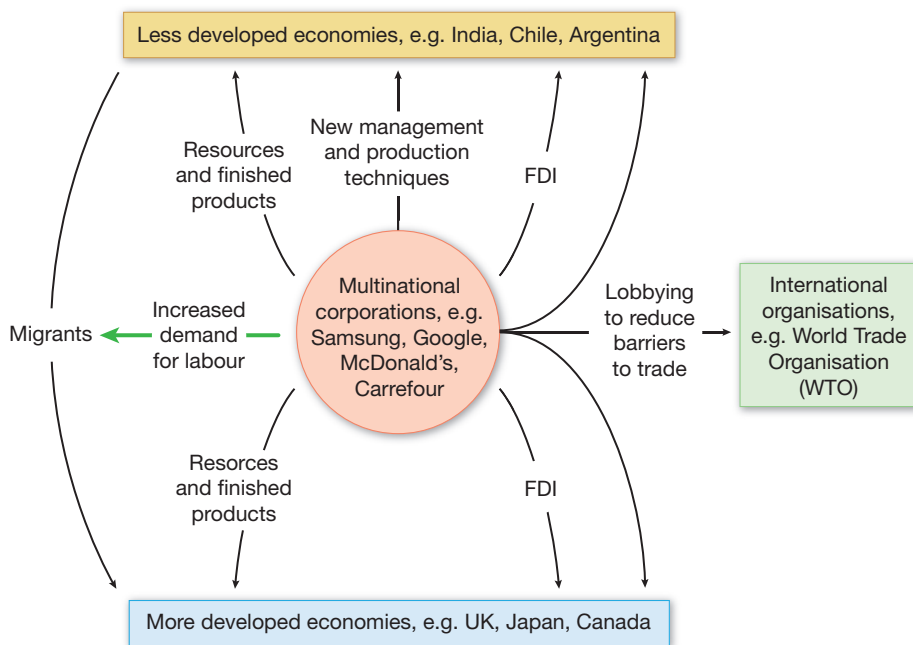 Less developed economies, e.g. India, Chile, Argentina
Resources
and finished
products
New management
and production
techniques
FDI
Migrants
Increased
demand
for labour
Multinational
corporations, e.g.
Samsung, Google,
McDonald's,
Carrefour
Lobbying
to reduce
barriers
to trade
International
organisations,
e.g. World Trade
Organisation
(WTO)
Resorces
and finished
products
FDI
More developed economies, e.g. UK, Japan, Canada